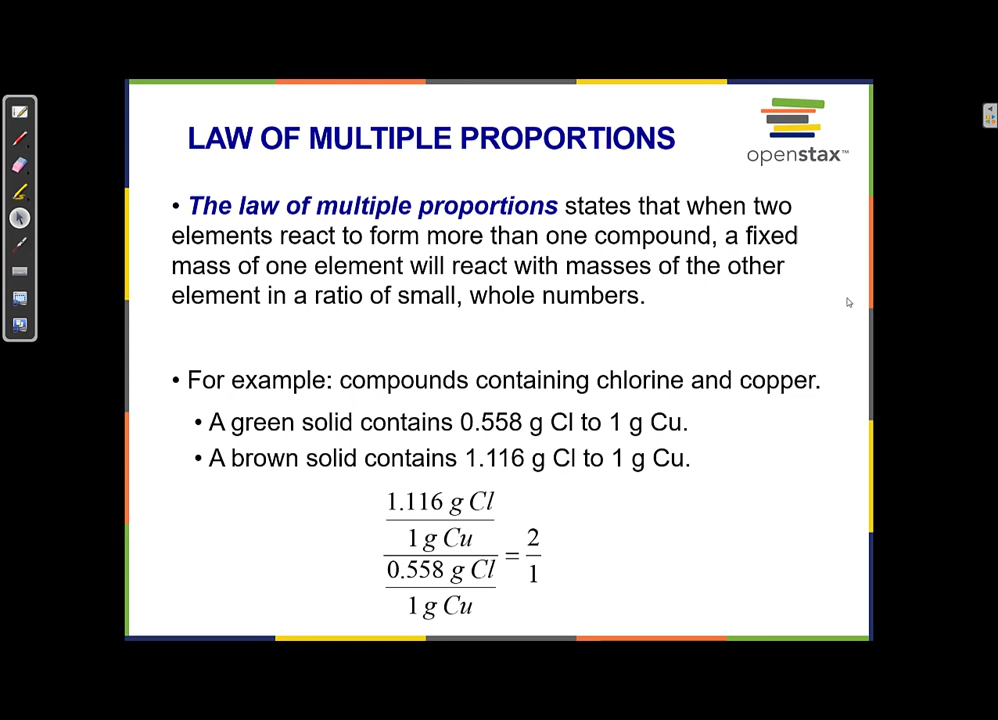 LAW OF MULTIPLE PROPORTIONS
openstax™
• The law of multiple proportions states that when two
elements react to form more than one compound, a fixed
mass of one element will react with masses of the other
element in a ratio of small, whole numbers.
• For example: compounds containing chlorine and copper.
• A green solid contains 0.558 g Cl to 1 g Cu.
• A brown solid contains 1.116 g Cl to 1 g Cu.
1.116 g Cl
1 g Cu
0.558 g Cl
1 g Cu
= 2
1